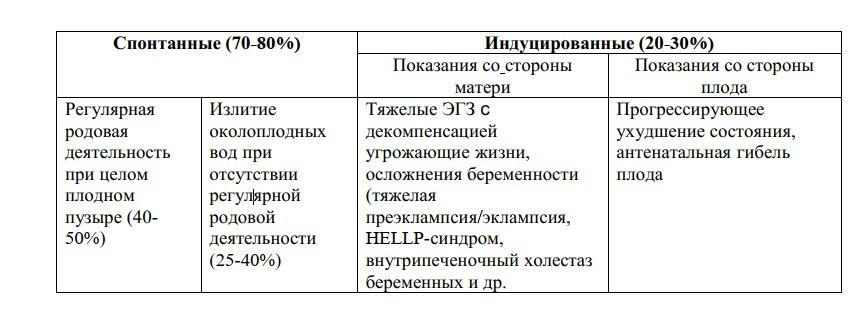 Спонтанные (70-80%)
Индуцированные (20-30%)
Показания со стороны
матери
Показания со стороны
плода
Регулярная
родовая
деятельность
при целом
плодном
пузыре (40-
50%)
Излитие
околоплодных
вод при
отсутствии
регулярной
родовой
деятельности
(25-40%)
Тяжелые ЭГЗ с
декомпенсацией
угрожающие жизни,
осложнения беременности
(тяжелая
преэклампсия/эклампсия,
HELLP-синдром,
внутрипеченочный холестаз
беременных и др.
Прогрессирующее
ухудшение состояния,
антенатальная гибель
плода